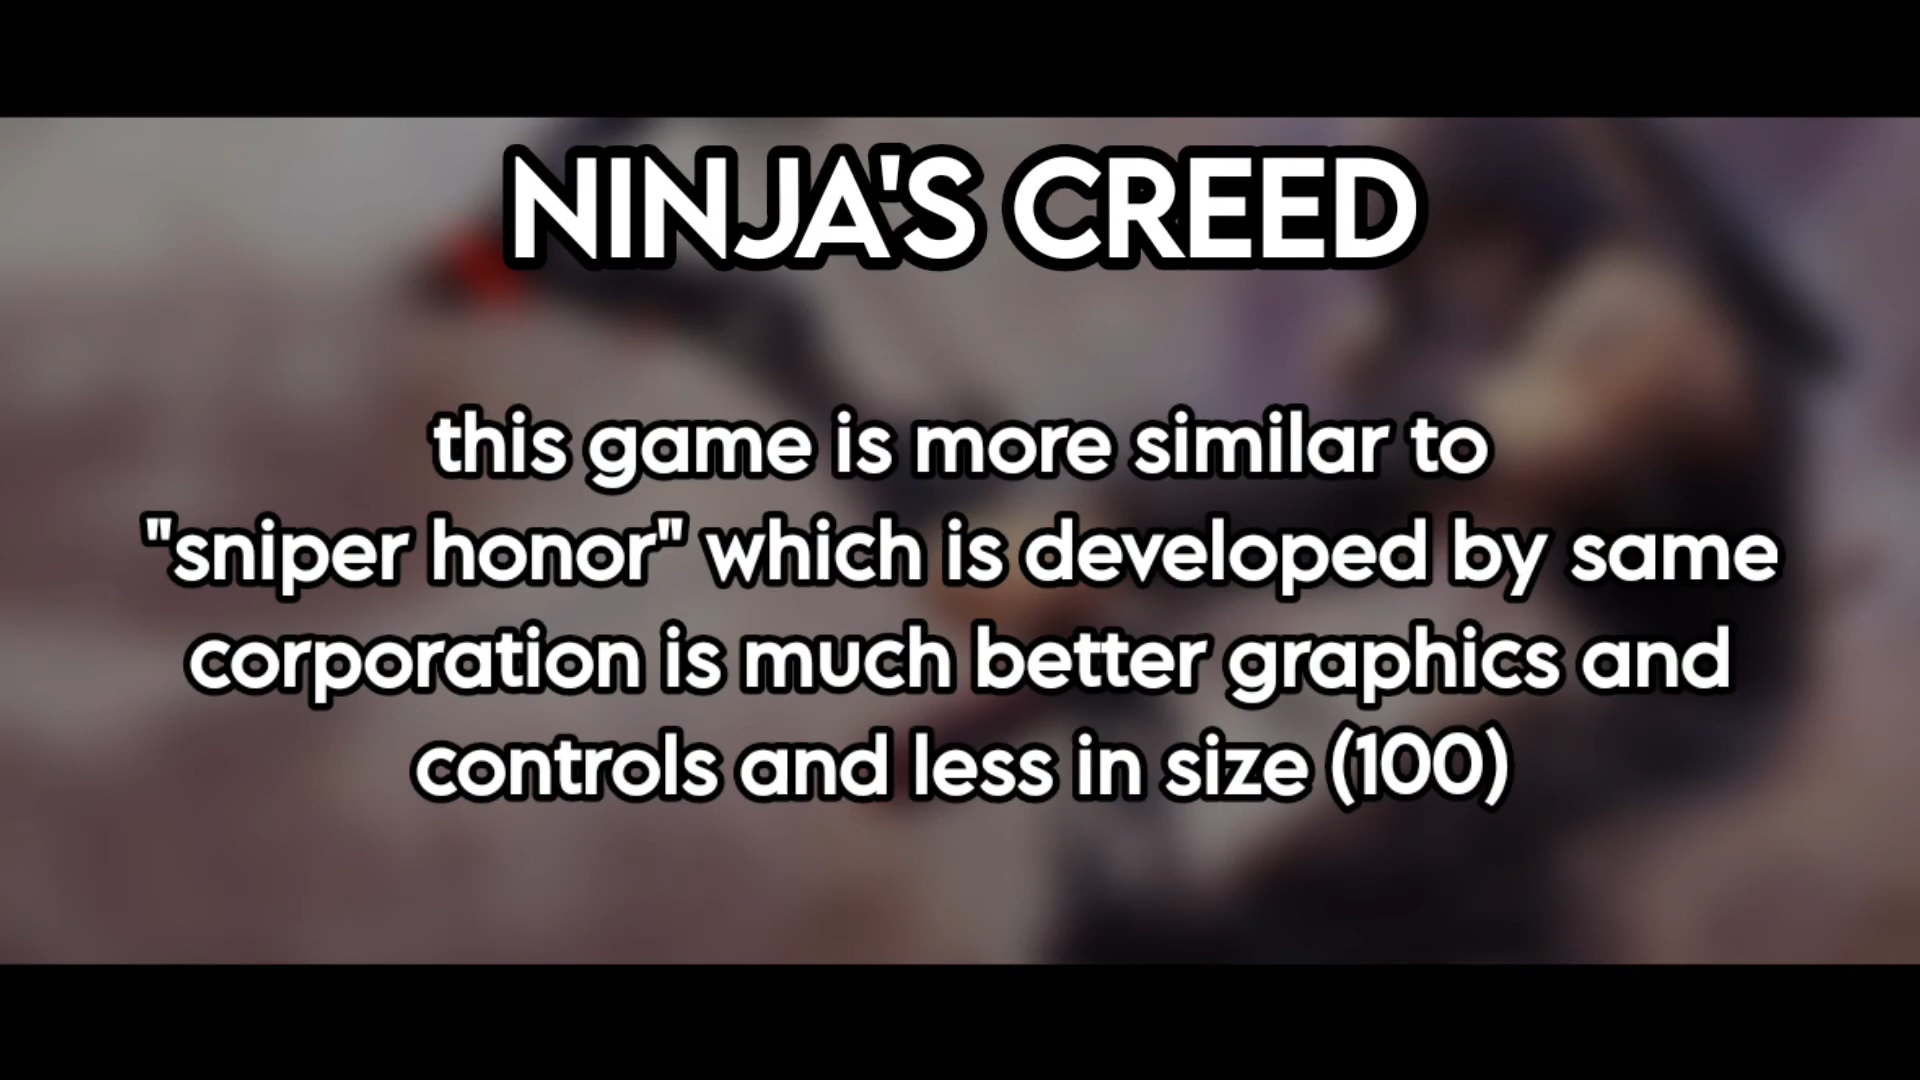 NINJA'S CREED
this game is more similar to
"sniper honor" which is developed by same
corporation is much better graphics and
controls and less in size (100)